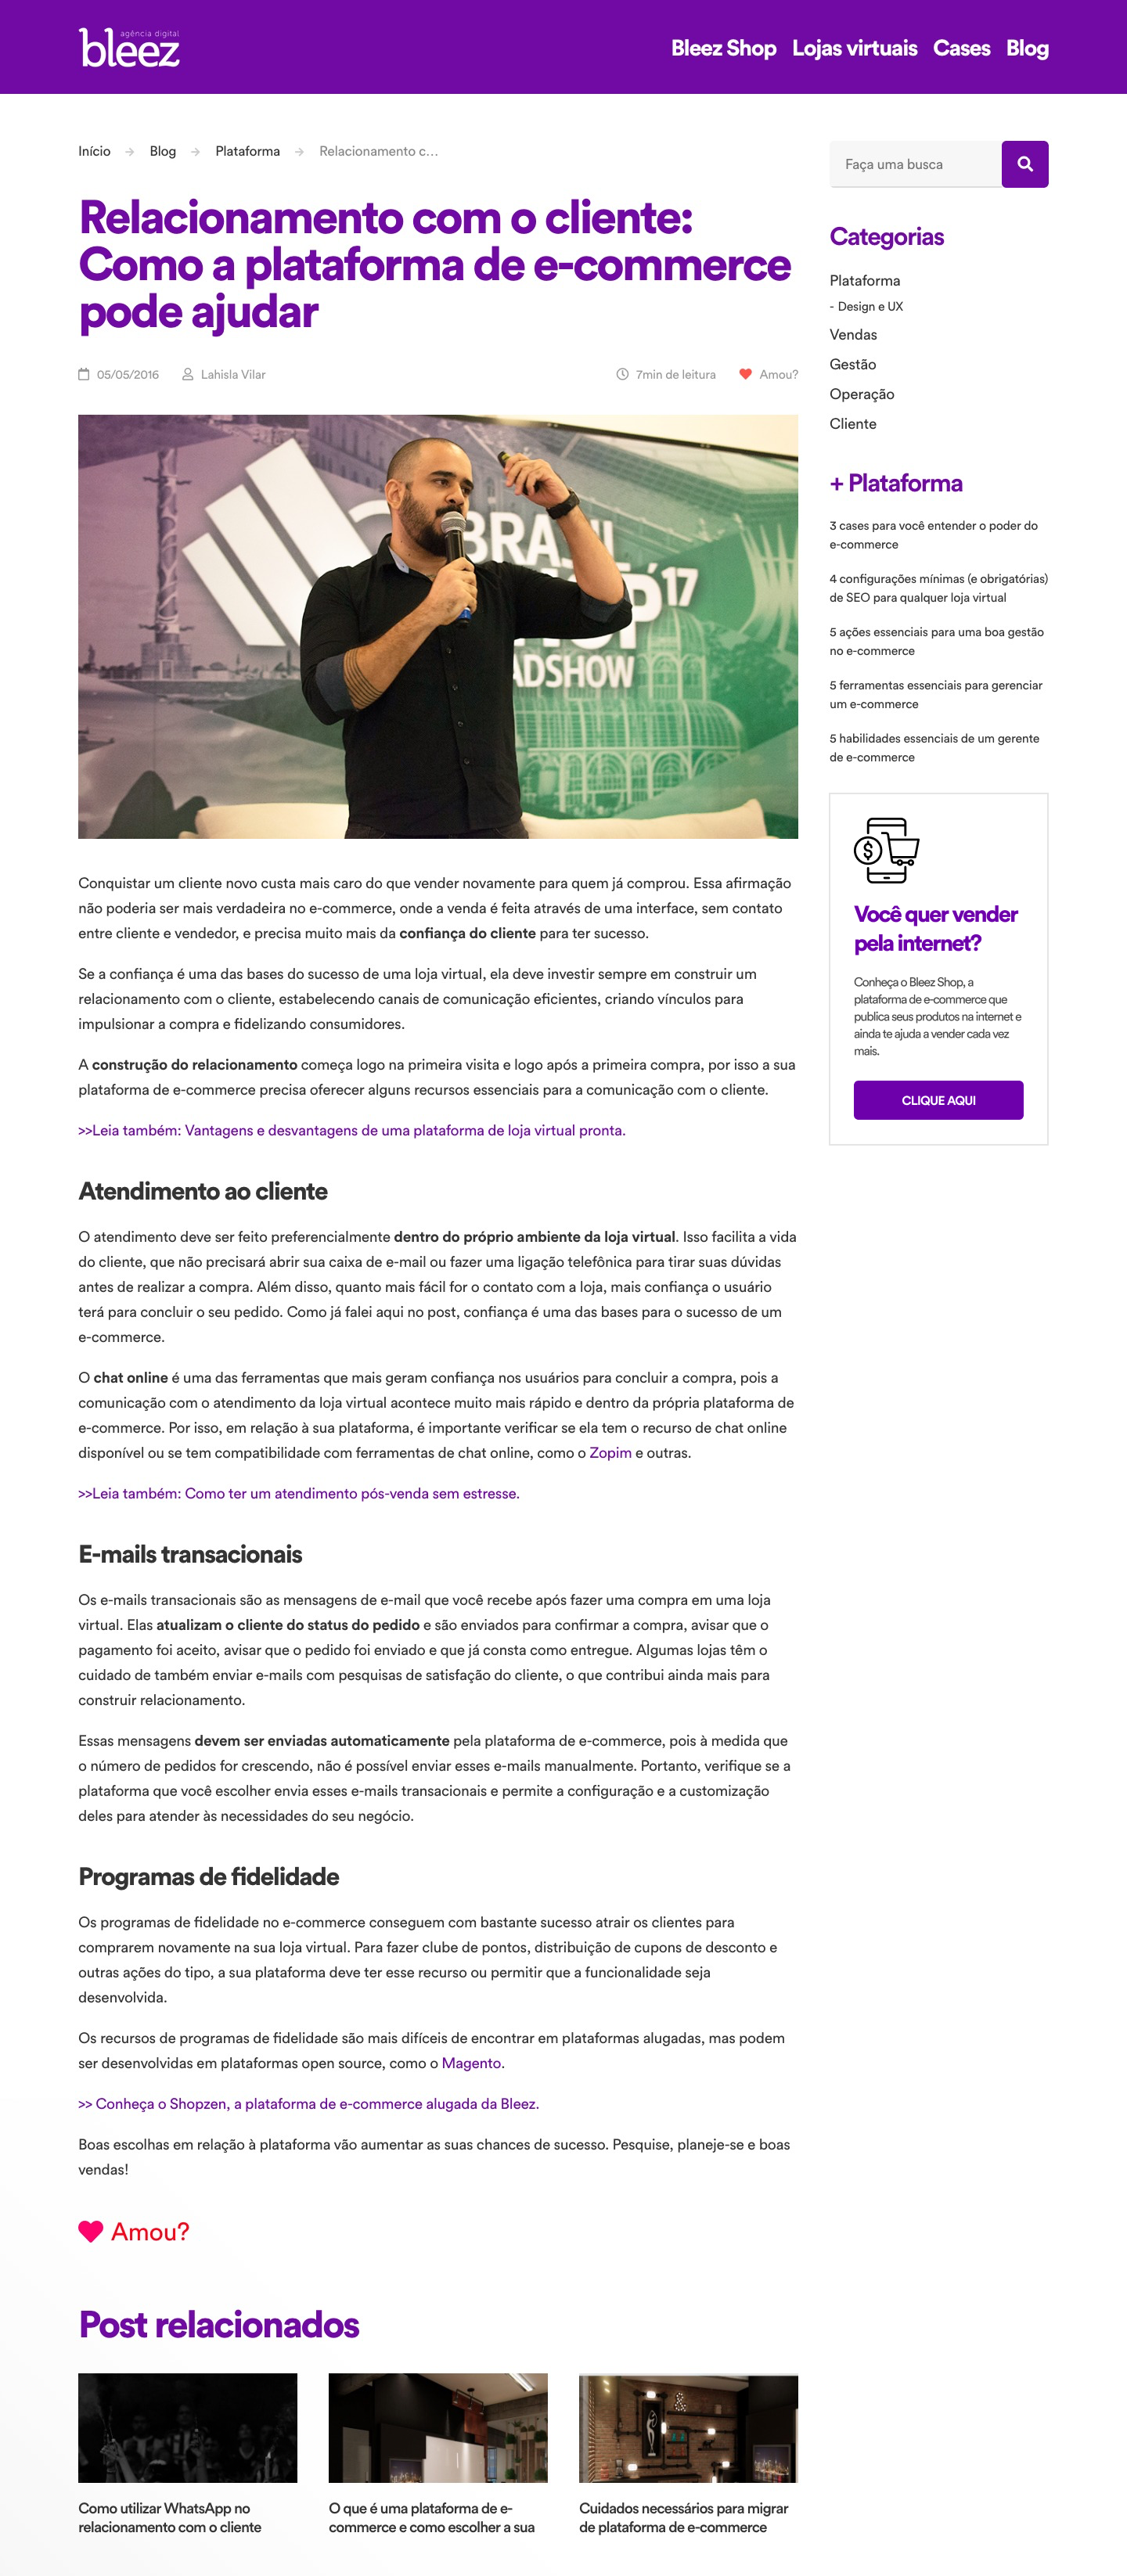 agência digital
bleez
Bleez Shop Lojas virtuais Cases Blog
Início → Blog → Plataforma → Relacionamento c...
Relacionamento com o cliente:
Como a plataforma de e-commerce
pode ajudar
05/05/2016 Lahisla Vilar 7min de leitura Amou?
BRASIL
'17
ADSHOW
Conquistar um cliente novo custa mais caro do que vender novamente para quem já comprou. Essa afirmação
não poderia ser mais verdadeira no e-commerce, onde a venda é feita através de uma interface, sem contato
entre cliente e vendedor, e precisa muito mais da confiança do cliente para ter sucesso.
Se a confiança é uma das bases do sucesso de uma loja virtual, ela deve investir sempre em construir um
relacionamento com o cliente, estabelecendo canais de comunicação eficientes, criando vínculos para
impulsionar a compra e fidelizando consumidores.
A construção do relacionamento começa logo na primeira visita e logo após a primeira compra, por isso a sua
plataforma de e-commerce precisa oferecer alguns recursos essenciais para a comunicação com o cliente.
>>Leia também: Vantagens e desvantagens de uma plataforma de loja virtual pronta.
Atendimento ao cliente
O atendimento deve ser feito preferencialmente dentro do próprio ambiente da loja virtual. Isso facilita a vida
do cliente, que não precisará abrir sua caixa de e-mail ou fazer uma ligação telefônica para tirar suas dúvidas
antes de realizar a compra. Além disso, quanto mais fácil for o contato com a loja, mais confiança o usuário
terá para concluir o seu pedido. Como já falei aqui no post, confiança é uma das bases para o sucesso de um
e-commerce.
O chat online é uma das ferramentas que mais geram confiança nos usuários para concluir a compra, pois a
comunicação com o atendimento da loja virtual acontece muito mais rápido e dentro da própria plataforma de
e-commerce. Por isso, em relação à sua plataforma, é importante verificar se ela tem o recurso de chat online
disponível ou se tem compatibilidade com ferramentas de chat online, como o Zopim e outras.
>>Leia também: Como ter um atendimento pós-venda sem estresse.
E-mails transacionais
Os e-mails transacionais são as mensagens de e-mail que você recebe após fazer uma compra em uma loja
virtual. Elas atualizam o cliente do status do pedido e são enviados para confirmar a compra, avisar que o
pagamento foi aceito, avisar que o pedido foi enviado e que já consta como entregue. Algumas lojas têm o
cuidado de também enviar e-mails com pesquisas de satisfação do cliente, o que contribui ainda mais para
construir relacionamento.
Essas mensagens devem ser enviadas automaticamente pela plataforma de e-commerce, pois à medida que
o número de pedidos for crescendo, não é possível enviar esses e-mails manualmente. Portanto, verifique se a
plataforma que você escolher envia esses e-mails transacionais e permite a configuração e a customização
deles para atender às necessidades do seu negócio.
Programas de fidelidade
Os programas de fidelidade no e-commerce conseguem com bastante sucesso atrair os clientes para
comprarem novamente na sua loja virtual. Para fazer clube de pontos, distribuição de cupons de desconto e
outras ações do tipo, a sua plataforma deve ter esse recurso ou permitir que a funcionalidade seja
desenvolvida.
Os recursos de programas de fidelidade são mais difíceis de encontrar em plataformas alugadas, mas podem
ser desenvolvidas em plataformas open source, como o Magento.
>> Conheça o Shopzen, a plataforma de e-commerce alugada da Bleez.
Boas escolhas em relação à plataforma vão aumentar as suas chances de sucesso. Pesquise, planeje-se e boas
vendas!
Amou?
Post relacionados
Como utilizar WhatsApp no
relacionamento com o cliente
O que é uma plataforma de e-
commerce e como escolher a sua
Cuidados necessários para migrar
de plataforma de e-commerce
Faça uma busca
Categorias
Plataforma
- Design e UX
Vendas
Gestão
Operação
Cliente
+ Plataforma
3 cases para você entender o poder do
e-commerce
4 configurações mínimas (e obrigatórias)
de SEO para qualquer loja virtual
5 ações essenciais para uma boa gestão
no e-commerce
5 ferramentas essenciais para gerenciar
um e-commerce
5 habilidades essenciais de um gerente
de e-commerce
$
Você quer vender
pela internet?
Conheça o Bleez Shop, a
plataforma de e-commerce que
publica seus produtos na internet e
ainda te ajuda a vender cada vez
mais.
CLIQUE AQUI